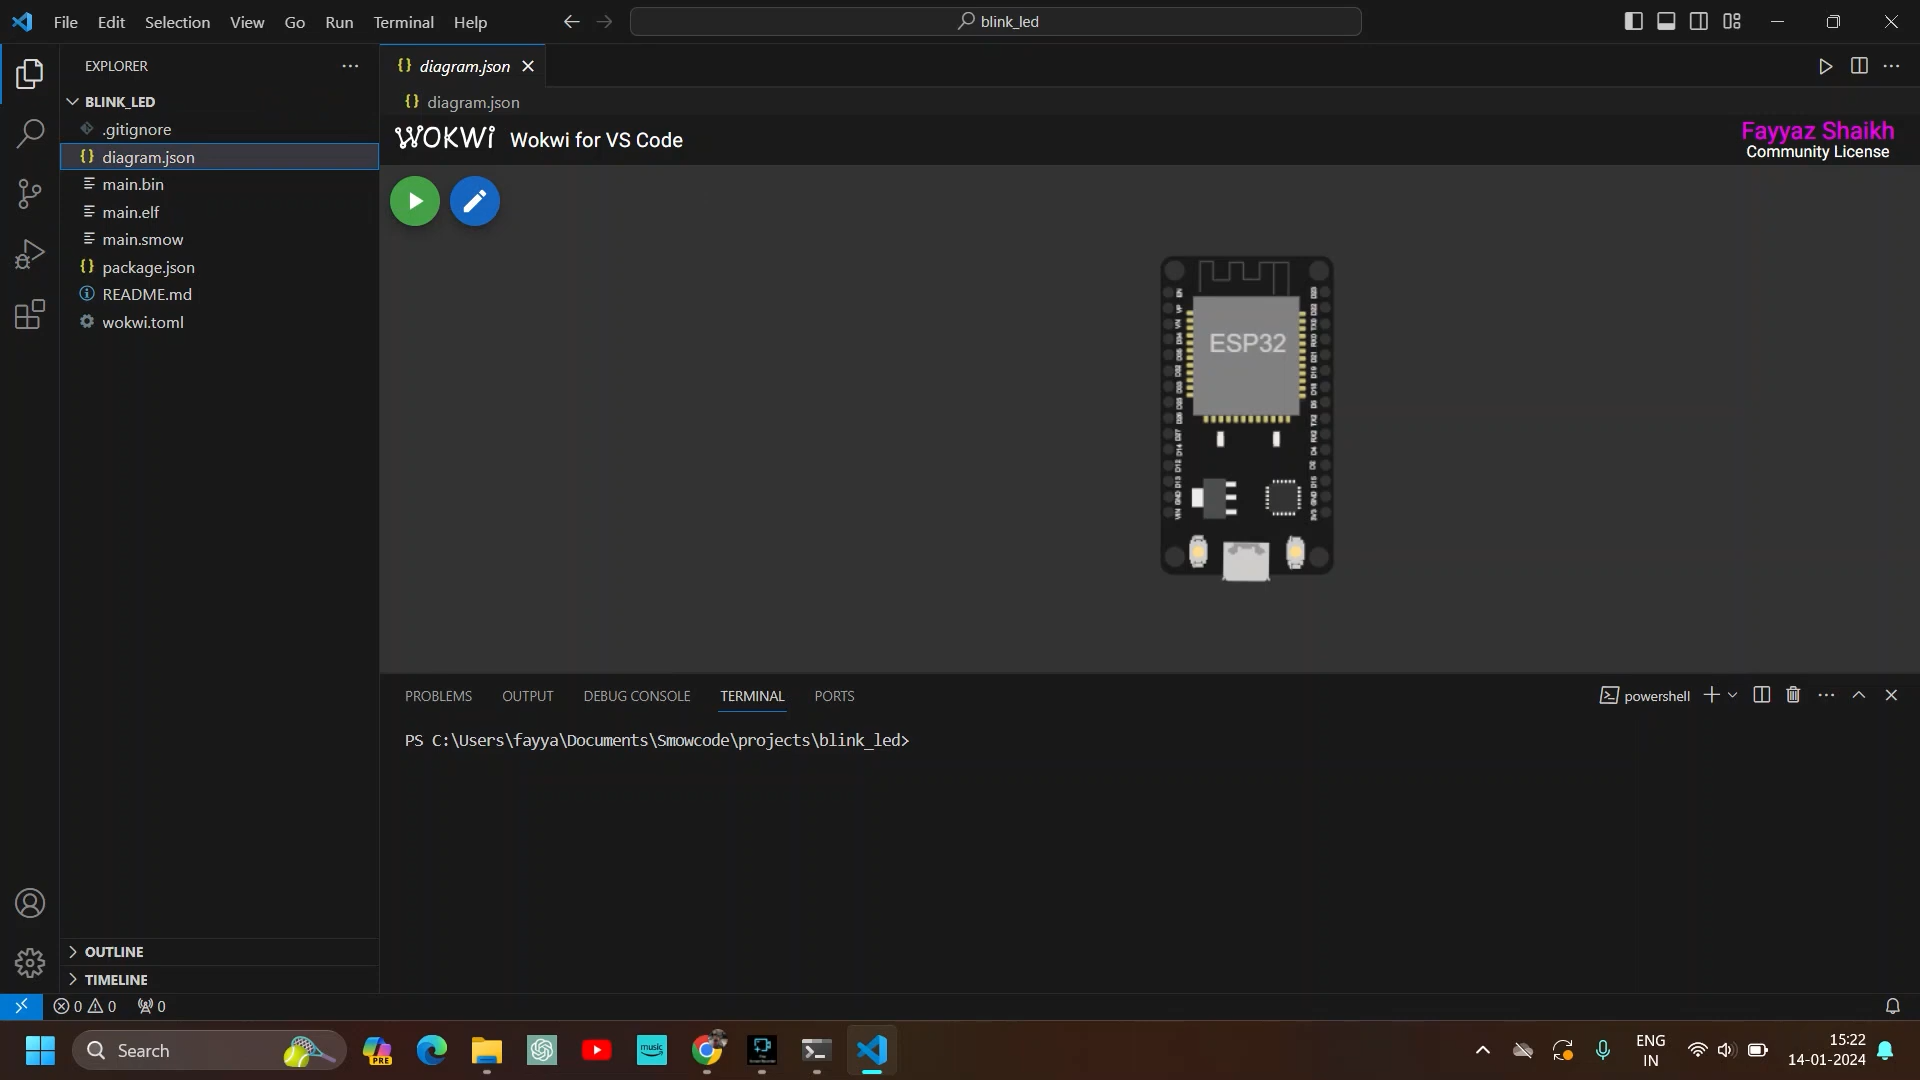 File Edit Selection View Go Run Terminal Help
blink_led
EXPLORER
BLINK_LED
.gitignore
diagram.json
main.bin
main.elf
main.smow
package.json
README.md
wokwi.toml
OUTLINE
TIMELINE
diagram.json
diagram.json
WOKWi Wokwi for VS Code
Fayyaz Shaikh
Community License
ESP32
PROBLEMS OUTPUT DEBUG CONSOLE TERMINAL PORTS
powershell
PS C:\Users\fayya\Documents\Smowcode\projects\blink_led>
0 0 0
Search
PRE
music
ENG
IN
15:22
14-01-2024